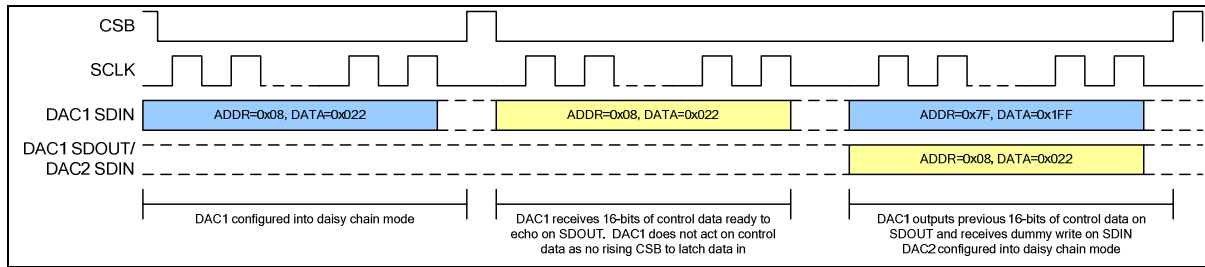 CSB
SCLK
DAC1 SDIN
ADDR=0x08, DATA=0x022
ADDR=0x08, DATA=0x022
ADDR=0x7F, DATA=0x1FF
DAC1 SDOUT/
DAC2 SDIN
ADDR=0x08, DATA=0x022
DAC1 configured into daisy chain mode
DAC1 receives 16-bits of control data ready to
echo on SDOUT. DAC1 does not act on control
data as no rising CSB to latch data in
DAC1 outputs previous 16-bits of control data on
SDOUT and receives dummy write on SDIN
DAC2 configured into daisy chain mode